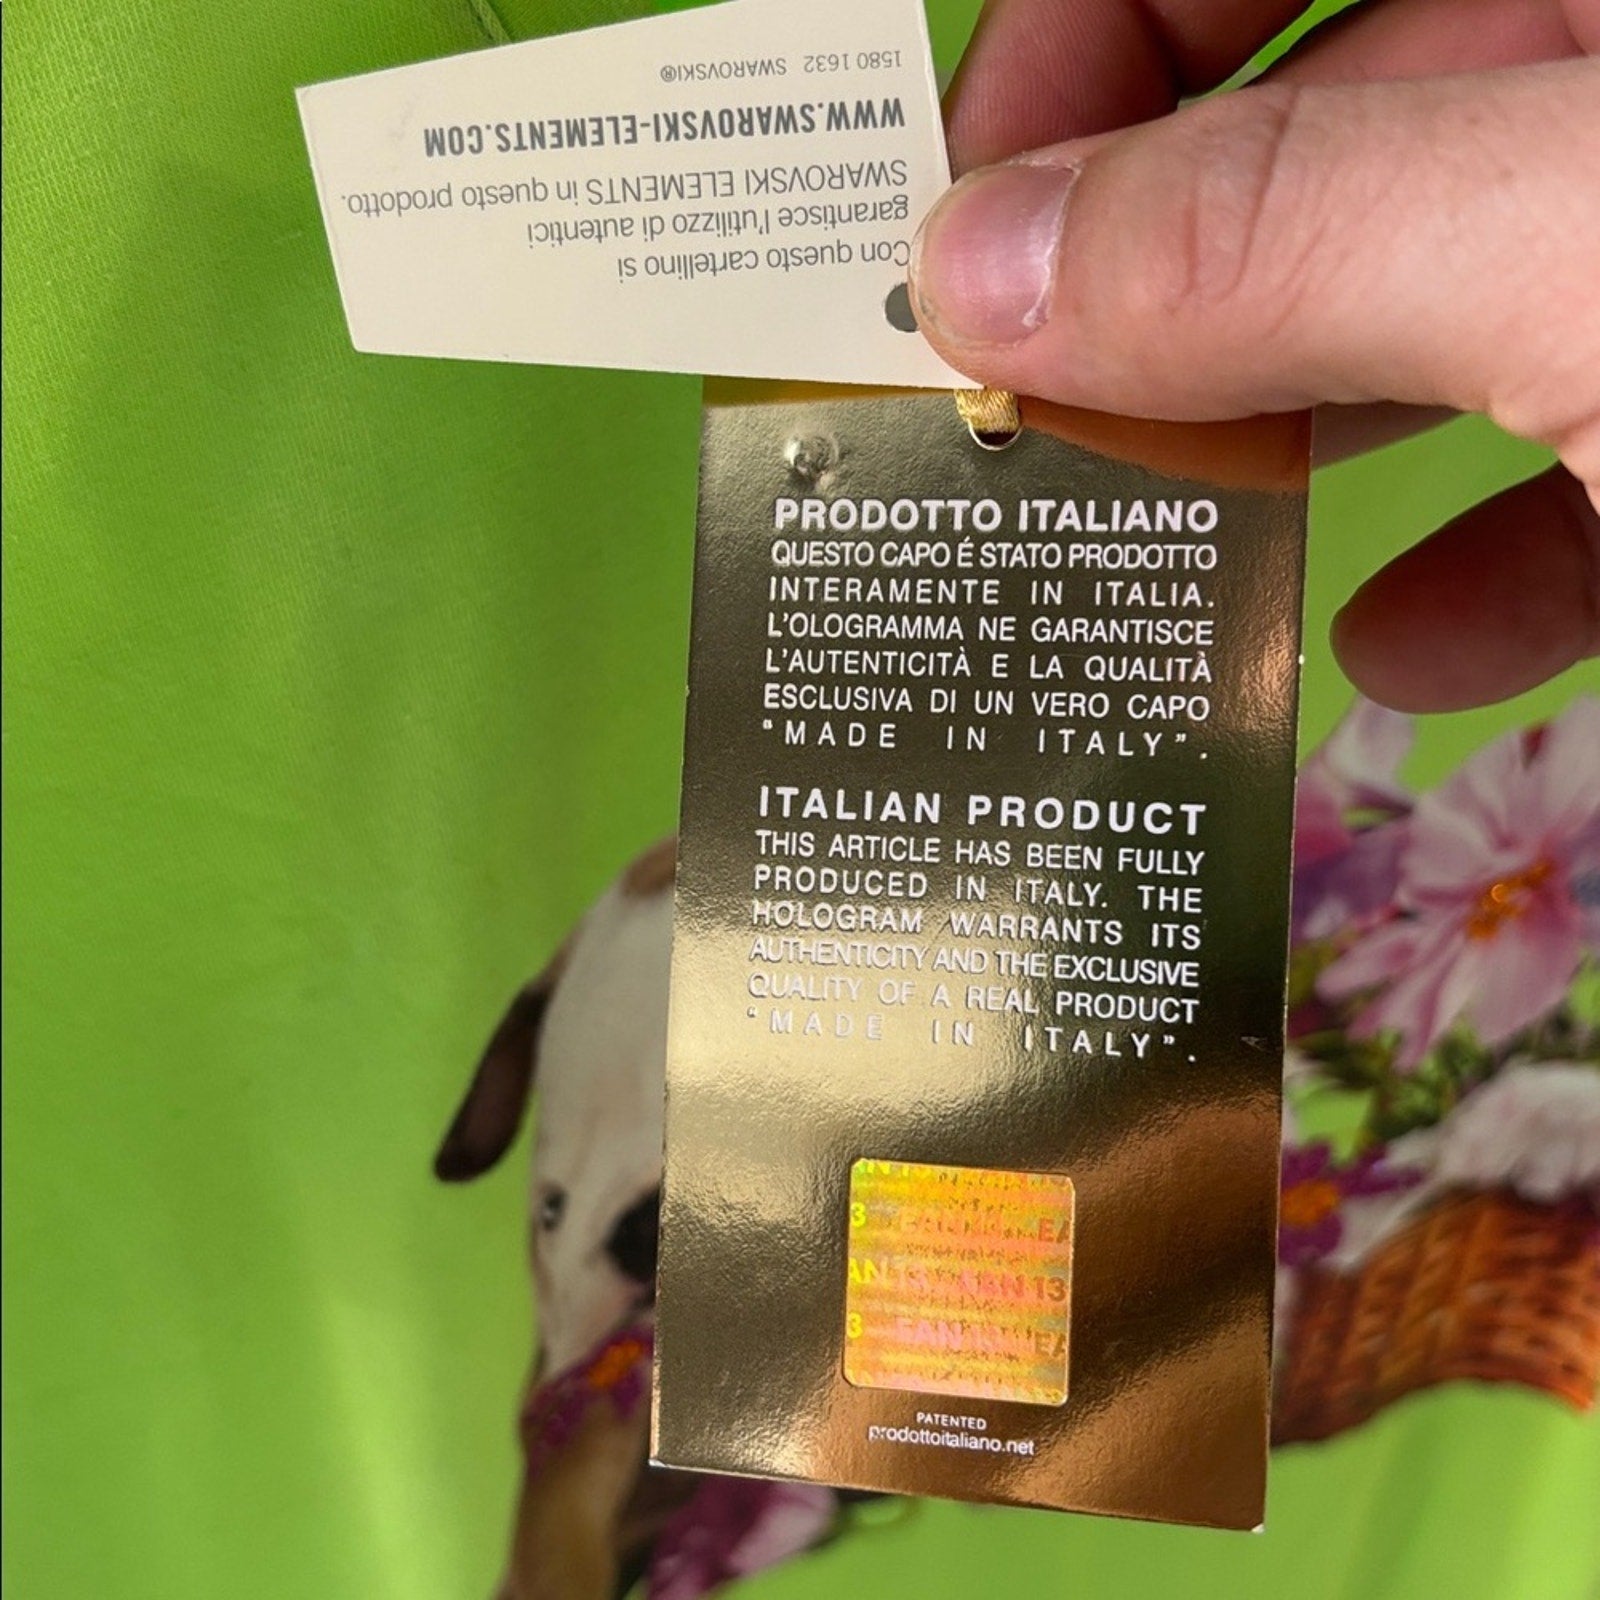 Con questo cartellino si
garantisce l'utilizzo di autentici
SWAROVSKI ELEMENTS in questo prodotto.
WWW.SWAROVSKI-ELEMENTS.COM
1580 1632 SWAROVSKI®
PRODOTTO ITALIANO
QUESTO CAPO É STATO PRODOTTO
INTERAMENTE IN ITALIA.
L'OLOGRAMMA NE GARANTISCE
L'AUTENTICITÀ E LA QUALITÀ
ESCLUSIVA DI UN VERO CAPO
"MADE IN ITALY".
ITALIAN PRODUCT
THIS ARTICLE HAS BEEN FULLY
PRODUCED IN ITALY. THE
HOLOGRAM WARRANTS ITS
AUTHENTICITY AND THE EXCLUSIVE
QUALITY OF A REAL PRODUCT
"MADE IN ITALY".
PATENTED
prodottoitaliano.net